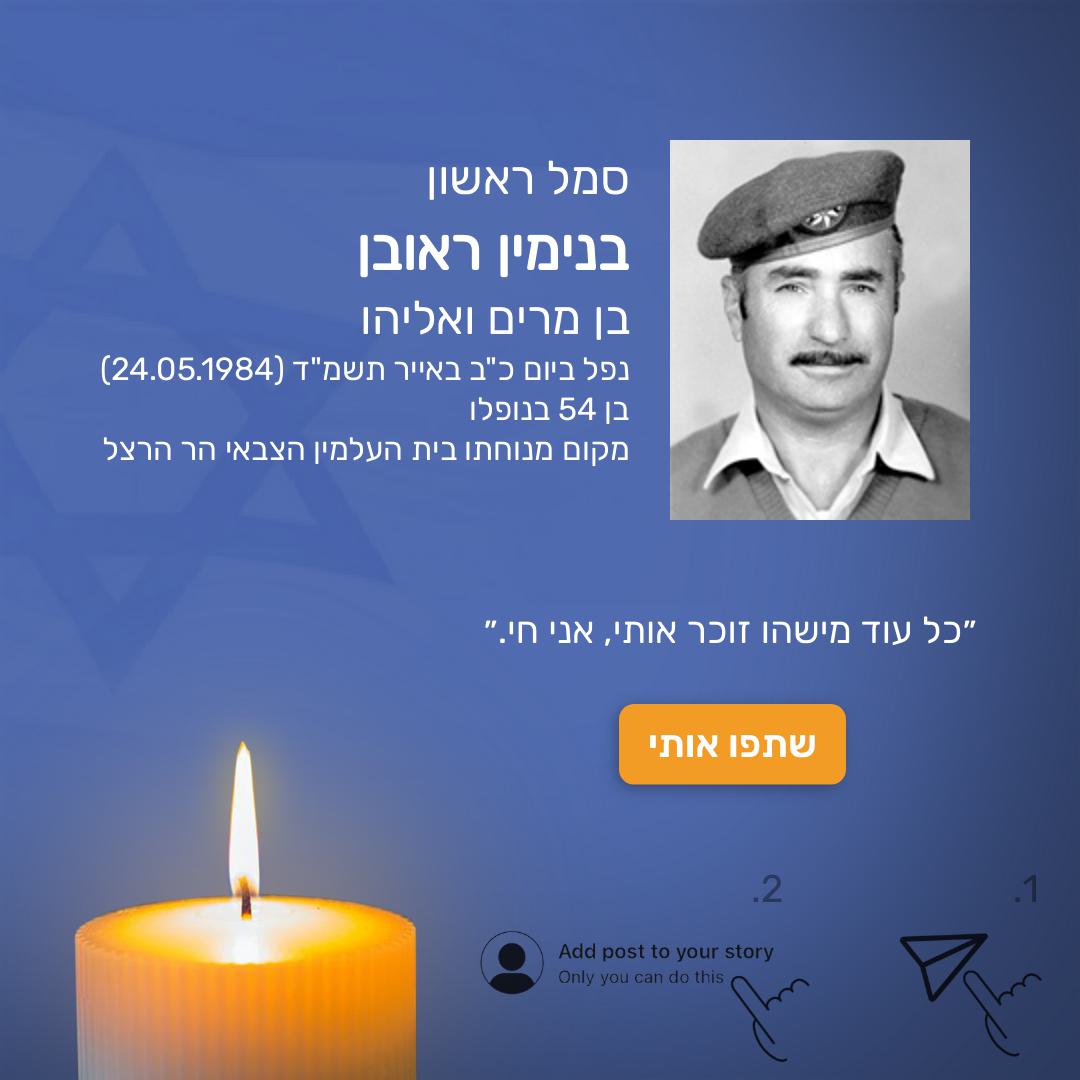 סמל ראשון
בנימין ראובן
בן מרים ואליהו
נפל ביום כ"ב באייר תשמ"ד (24.05.1984)
בן 54 בנופלו
מקום מנוחתו בית העלמין הצבאי הר הרצל
״כל עוד מישהו זוכר אותי, אני חי.״
שתפו אותי
1.
2.
Add post to your story
Only you can do this